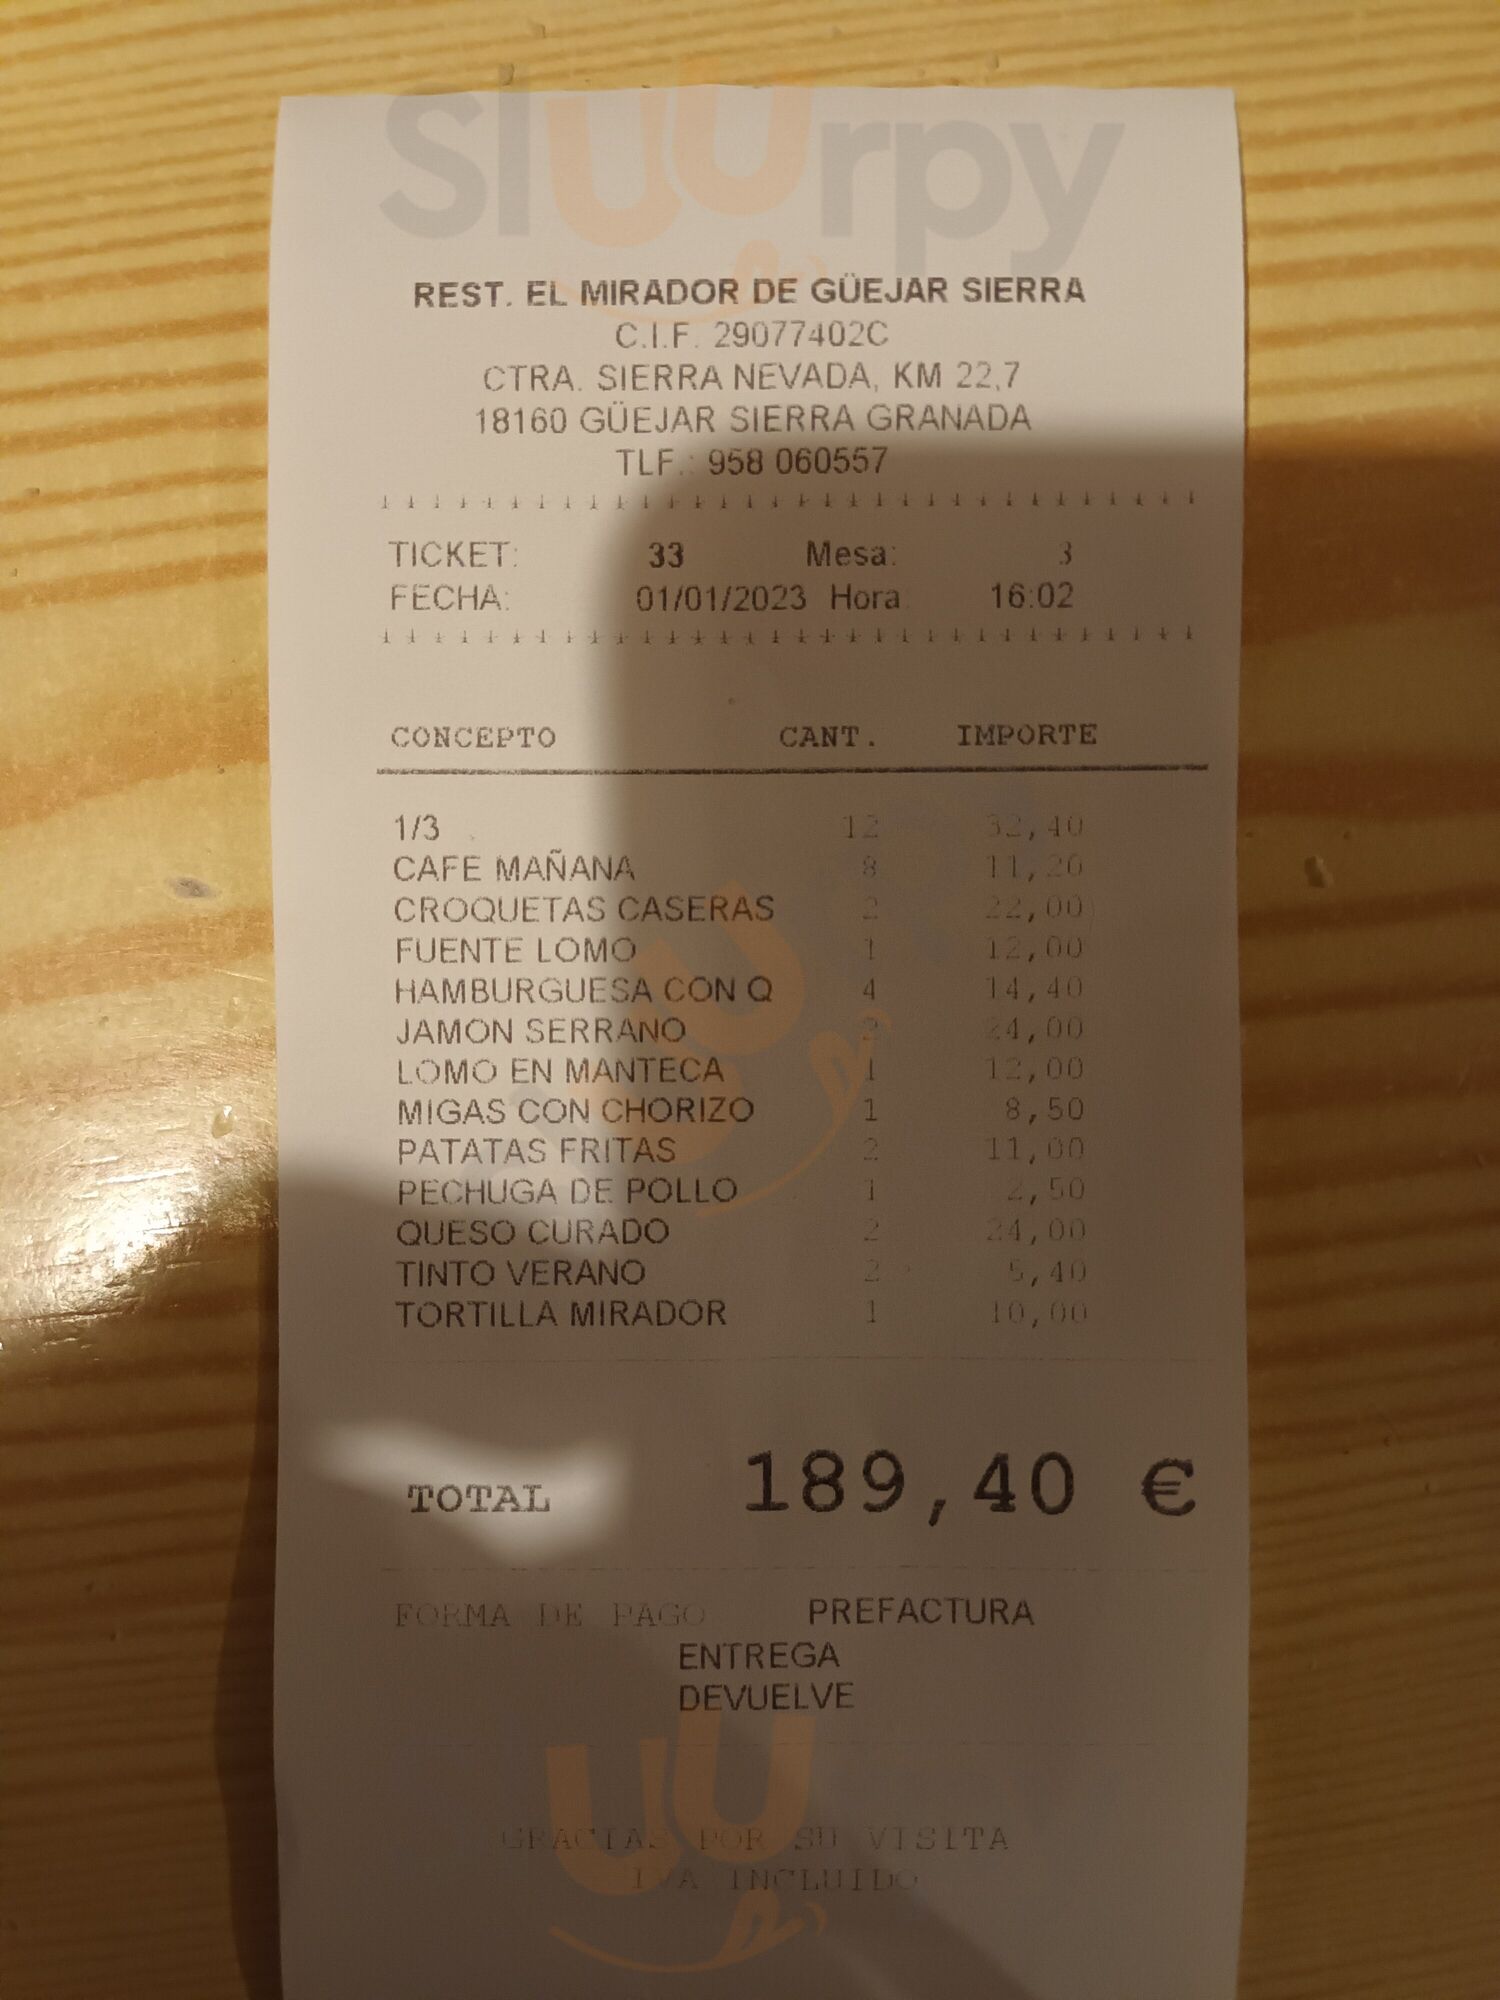 Sluurpy
REST. EL MIRADOR DE GÜEJAR SIERRA
C.I.F. 29077402C
CTRA. SIERRA NEVADA, KM 22,7
18160 GÜEJAR SIERRA GRANADA
TLF.: 958 060557
TICKET: 33 Mesa: 3
FECHA: 01/01/2023 Hora: 16:02
CONCEPTO CANT. IMPORTE
1/3 12 32,40
CAFE MAÑANA 8 11,20
CROQUETAS CASERAS 2 22,00
FUENTE LOMO 1 12,00
HAMBURGUESA CON Q 4 14,40
JAMON SERRANO 2 24,00
LOMO EN MANTECA 1 12,00
MIGAS CON CHORIZO 1 8,50
PATATAS FRITAS 2 11,00
PECHUGA DE POLLO 1 2,50
QUESO CURADO 2 24,00
TINTO VERANO 2 5,40
TORTILLA MIRADOR 1 10,00
TOTAL 189,40 €
FORMA DE PAGO PREFACTURA
ENTREGA
DEVUELVE
GRACIAS POR SU VISITA
IVA INCLUIDO